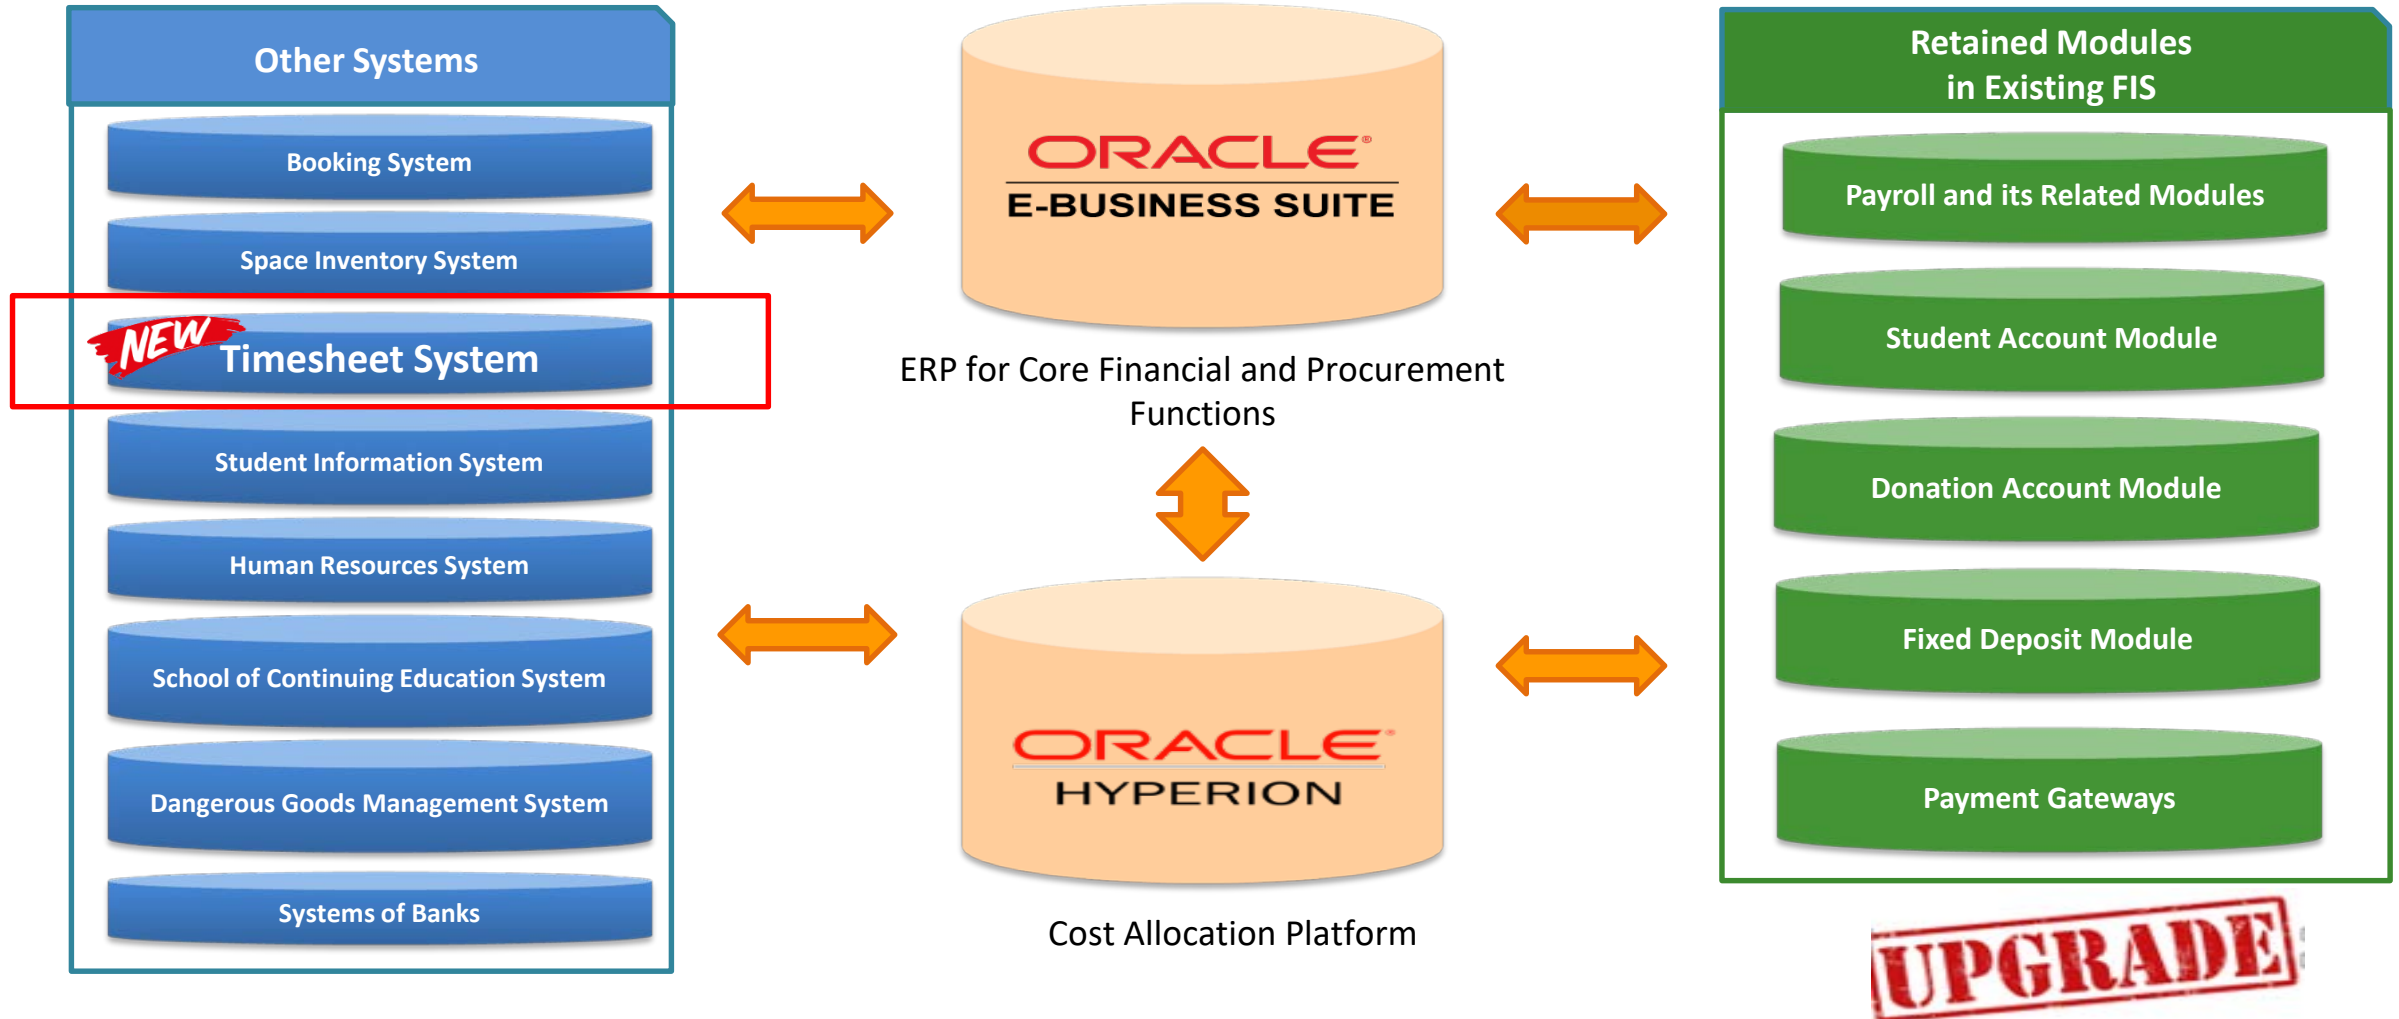 Other Systems
Booking System
Space Inventory System
NEW
Timesheet System
Student Information System
Human Resources System
School of Continuing Education System
Dangerous Goods Management System
Systems of Banks
ORACLE®
E-BUSINESS SUITE
ERP for Core Financial and Procurement
Functions
ORACLE®
HYPERION
Cost Allocation Platform
Retained Modules
in Existing FIS
Payroll and its Related Modules
Student Account Module
Donation Account Module
Fixed Deposit Module
Payment Gateways
UPGRADE